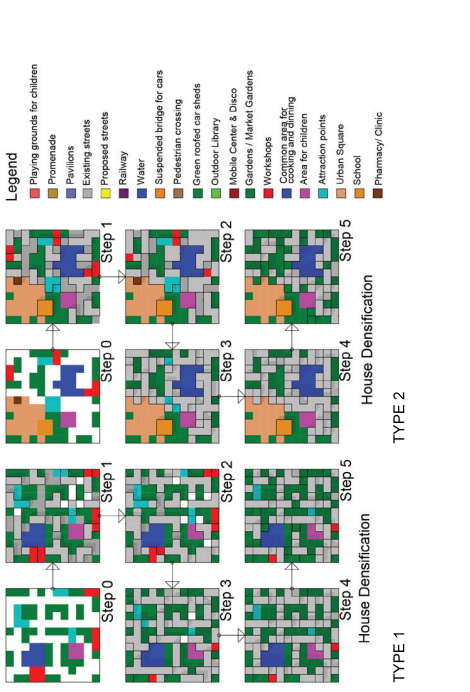 Step 0
Step 1
Step 3
Step 2
Step 4
Step 5
House Densification
TYPE 1
Step 0
Step 1
Step 3
Step 2
Step 4
Step 5
House Densification
TYPE 2
Legend
Playing grounds for children
Promenade
Pavilions
Existing streets
Proposed streets
Railway
Water
Suspended bridge for cars
Pedestrian crossing
Green roofed car sheds
Outdoor Library
Mobile Center & Disco
Gardens / Market Gardens
Workshops
Common area for
cooking and dinning
Area for children
Attraction points
Urban Square
School
Pharmacy/ Clinic